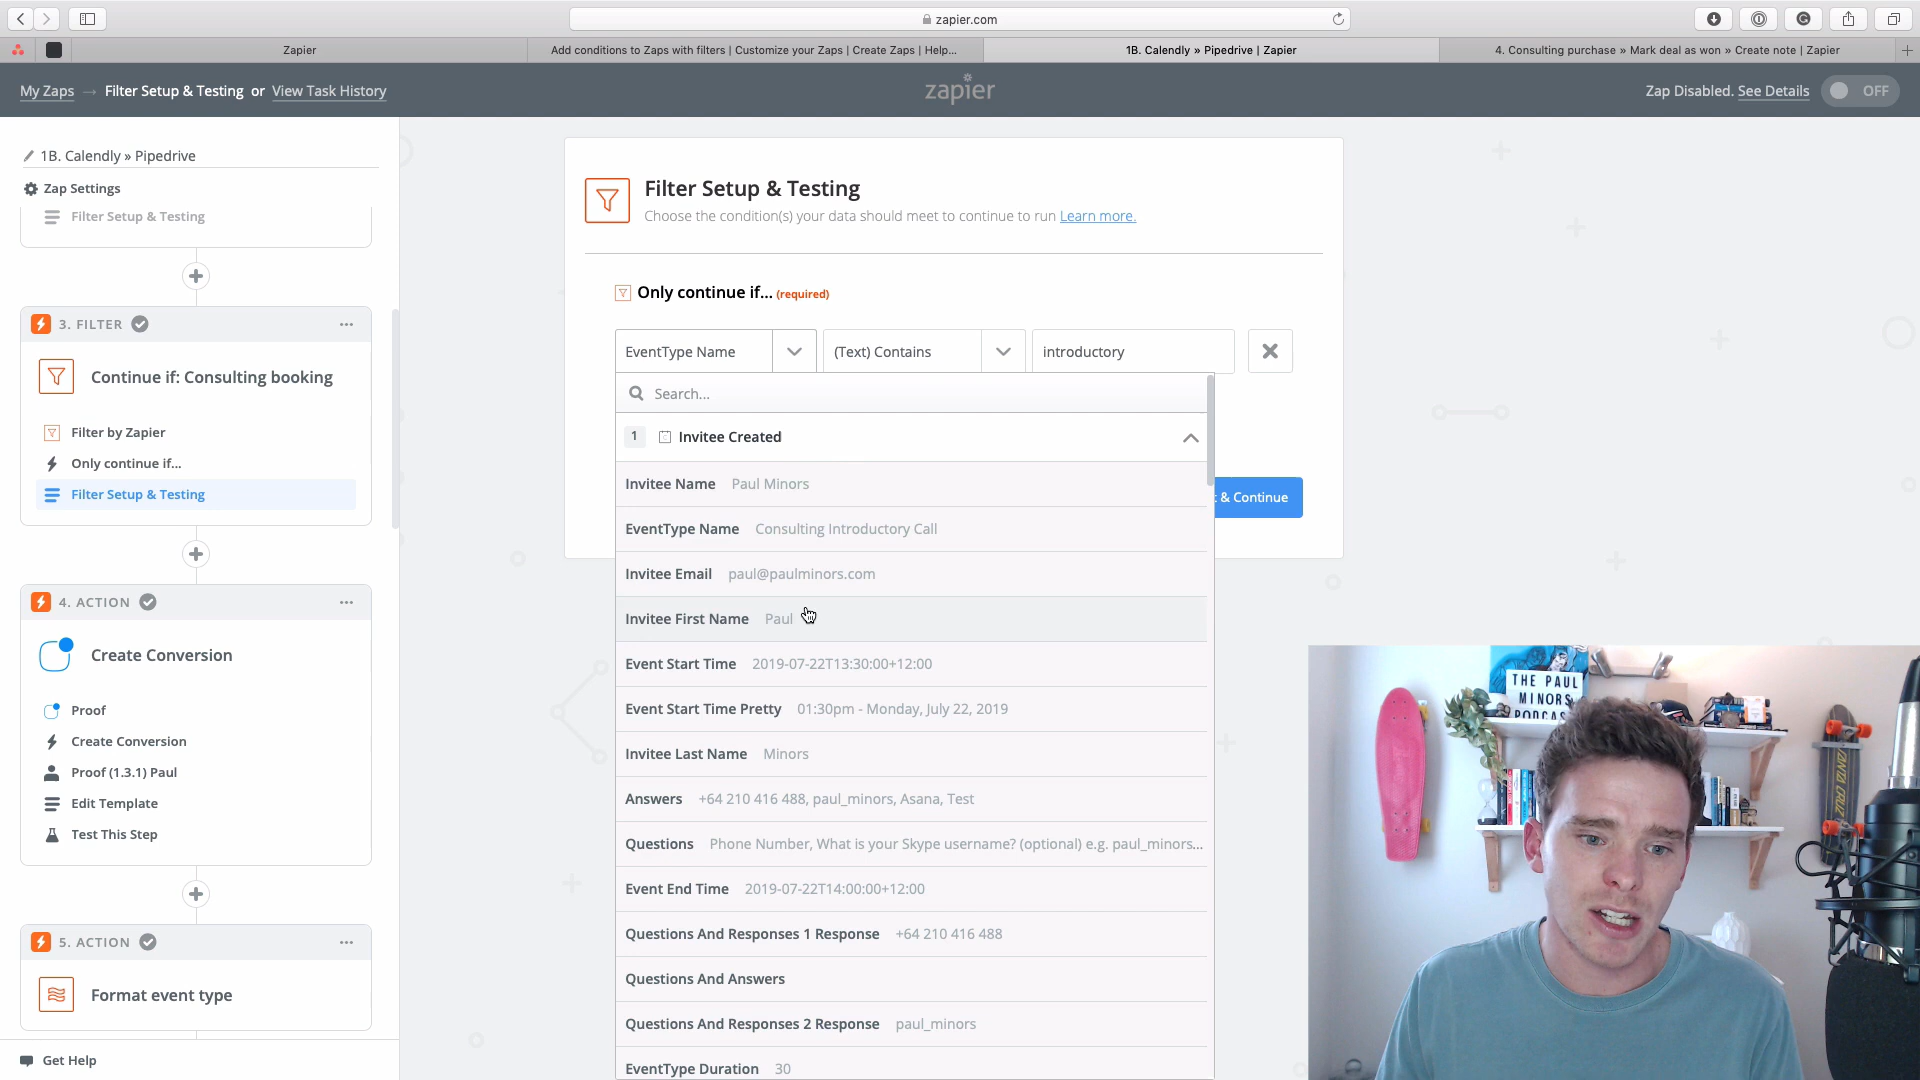 zapier.com
Zapier
Add conditions to Zaps with filters | Customize your Zaps | Create Zaps | Help...
1B. Calendly » Pipedrive | Zapier
4. Consulting purchase » Mark deal as won » Create note | Zapier
My Zaps → Filter Setup & Testing or View Task History
zapier
Zap Disabled. See Details OFF
1B. Calendly » Pipedrive
Zap Settings
Filter Setup & Testing
3. FILTER
Continue if: Consulting booking
Filter by Zapier
Only continue if...
Filter Setup & Testing
4. ACTION
Create Conversion
Proof
Create Conversion
Proof (1.3.1) Paul
Edit Template
Test This Step
5. ACTION
Format event type
Get Help
Filter Setup & Testing
Choose the condition(s) your data should meet to continue to run Learn more.
Only continue if... (required)
EventType Name (Text) Contains introductory
Search...
1 Invitee Created
Invitee Name Paul Minors
& Continue
EventType Name Consulting Introductory Call
Invitee Email paul@paulminors.com
Invitee First Name Paul
Event Start Time 2019-07-22T13:30:00+12:00
Event Start Time Pretty 01:30pm - Monday, July 22, 2019
Invitee Last Name Minors
Answers +64 210 416 488, paul_minors, Asana, Test
Questions Phone Number, What is your Skype username? (optional) e.g. paul_minors...
Event End Time 2019-07-22T14:00:00+12:00
Questions And Responses 1 Response +64 210 416 488
Questions And Answers
Questions And Responses 2 Response paul_minors
EventType Duration 30
THE PAUL
MINORS
PODCAS
SANTA CRUZ